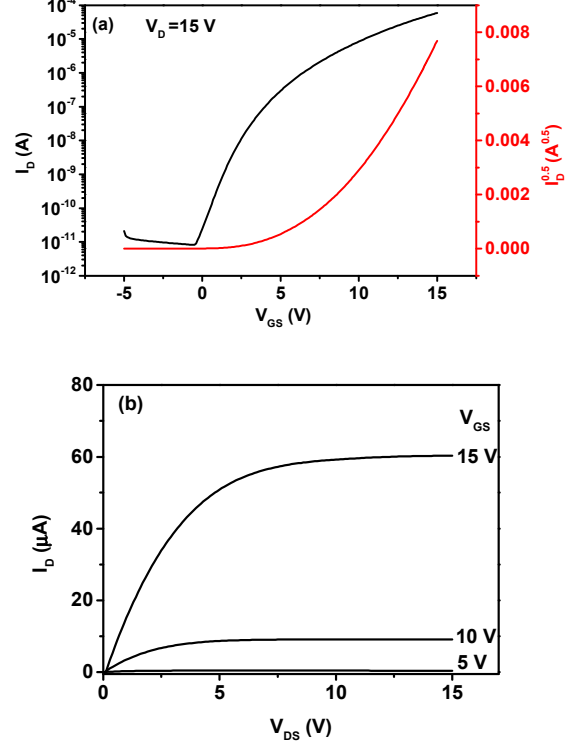 (a)
V_D =15 V
10^-4
10^-5
10^-6
10^-7
10^-8
10^-9
10^-10
10^-11
10^-12
I_D (A)
0.008
0.006
0.004
0.002
0.000
I_D^0.5 (A^0.5)
-5 0 5 10 15
V_GS (V)
(b)
V_GS
15 V
10 V
5 V
80
60
40
20
0
I_D (μA)
0 5 10 15
V_DS (V)